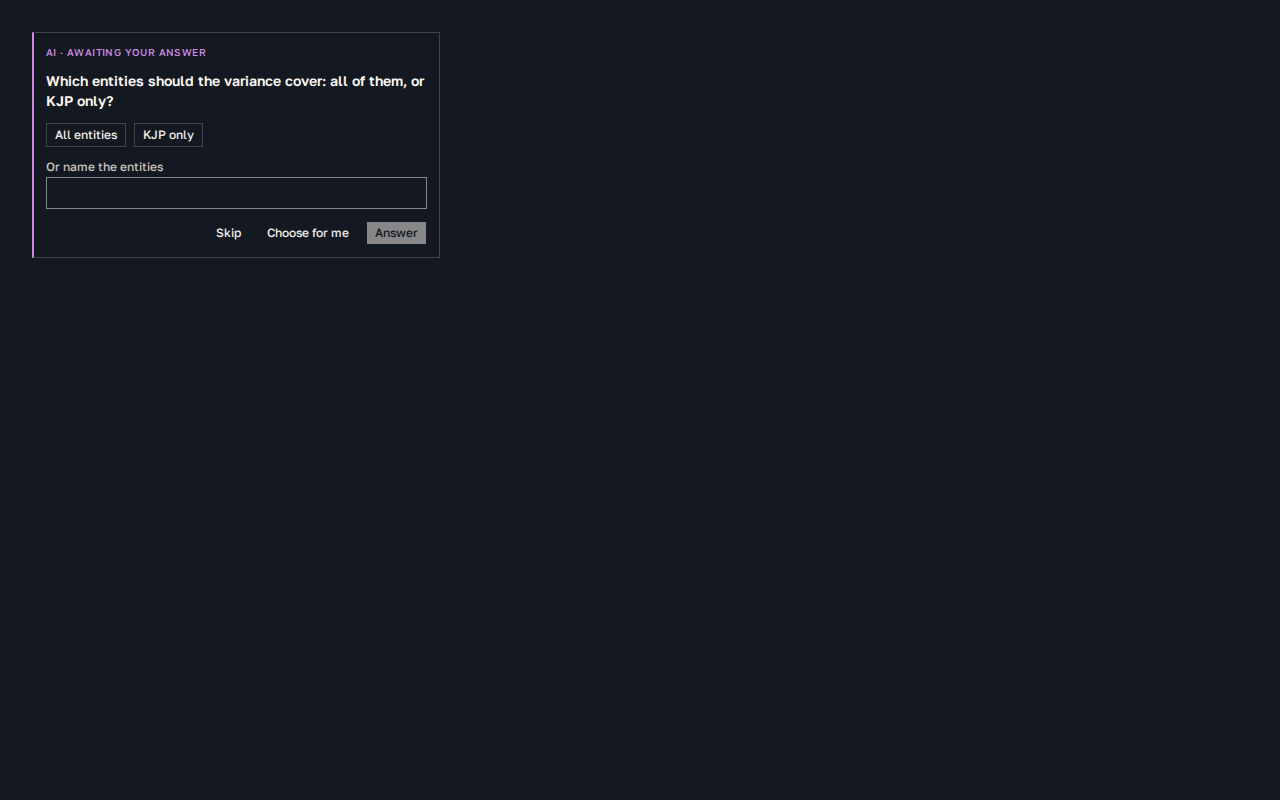 AI · AWAITING YOUR ANSWER
Which entities should the variance cover: all of them, or
KJP only?
All entities
KJP only
Or name the entities
Skip
Choose for me
Answer